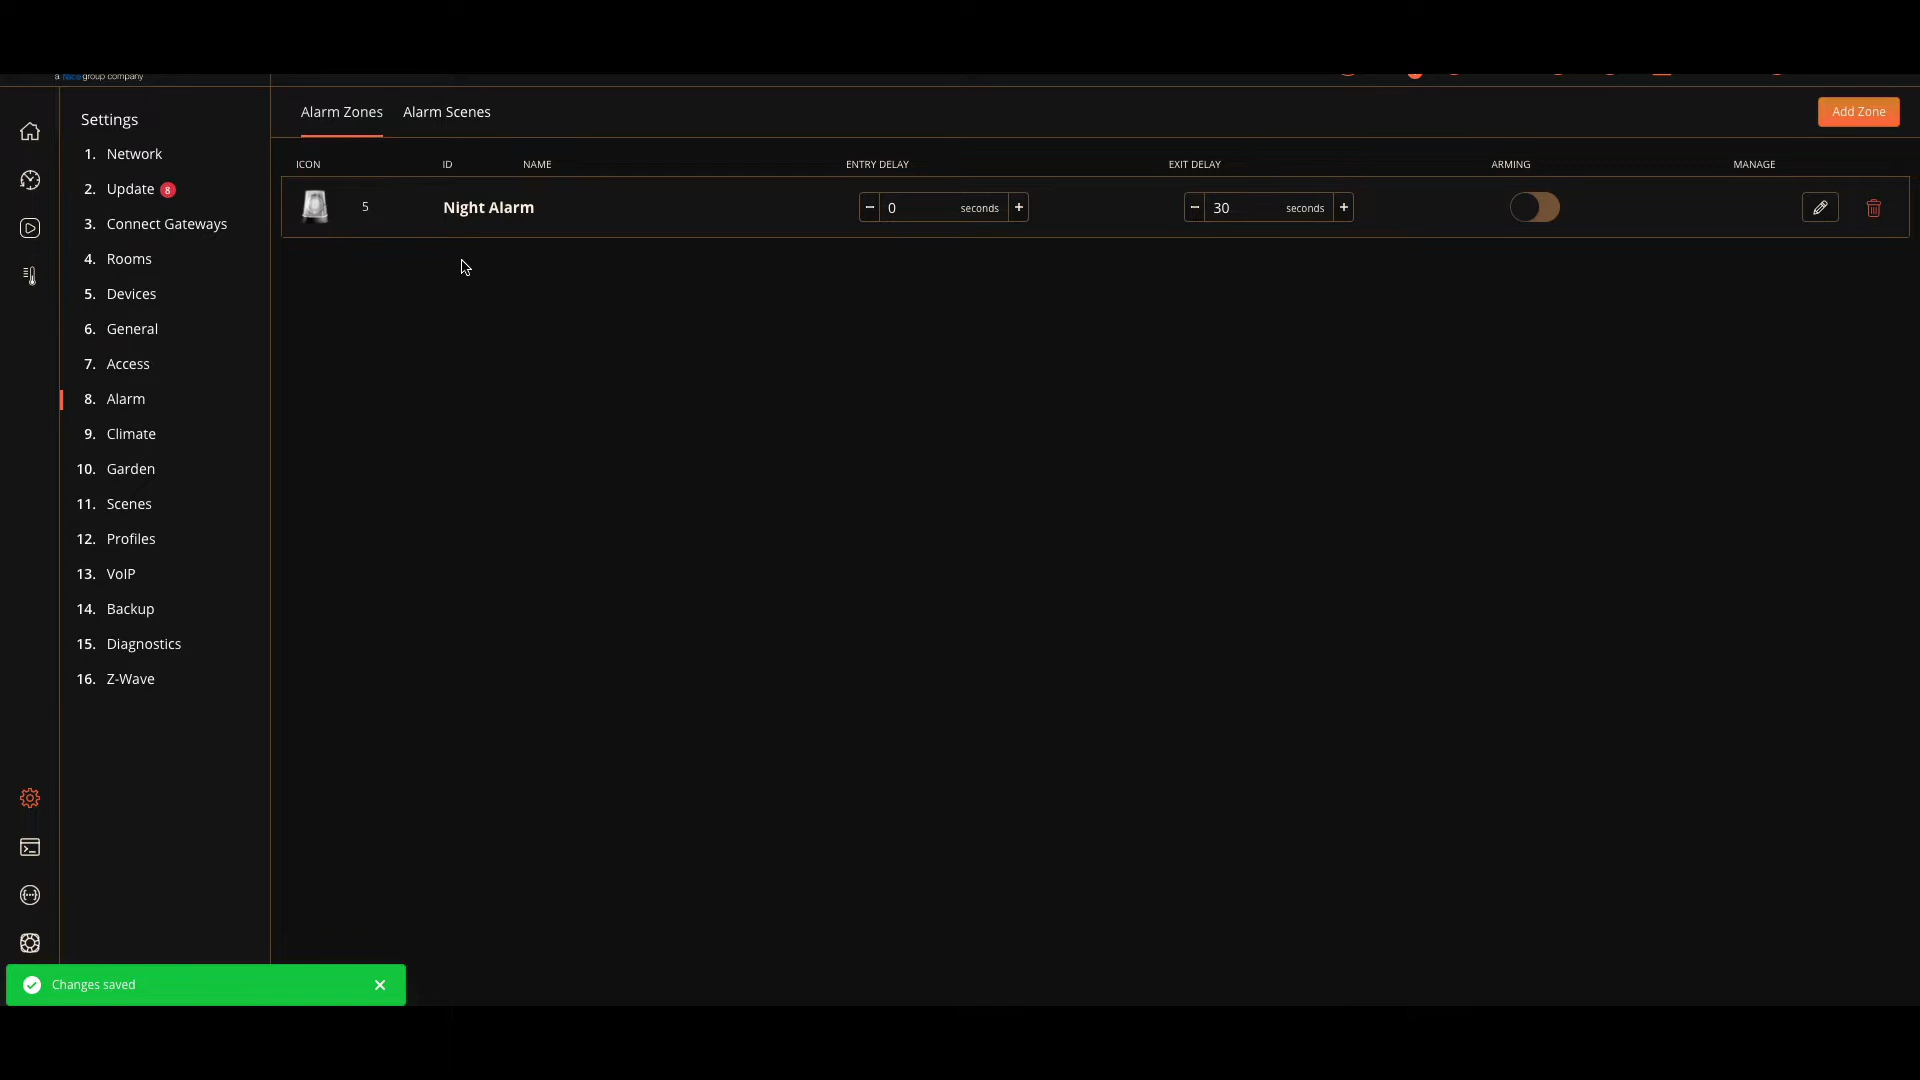 a Nice group company
Settings
1. Network
2. Update 8
3. Connect Gateways
4. Rooms
5. Devices
6. General
7. Access
8. Alarm
9. Climate
10. Garden
11. Scenes
12. Profiles
13. VoIP
14. Backup
15. Diagnostics
16. Z-Wave
Alarm Zones Alarm Scenes Add Zone
ICON ID NAME ENTRY DELAY EXIT DELAY ARMING MANAGE
5 Night Alarm − 0 seconds + − 30 seconds +
Changes saved